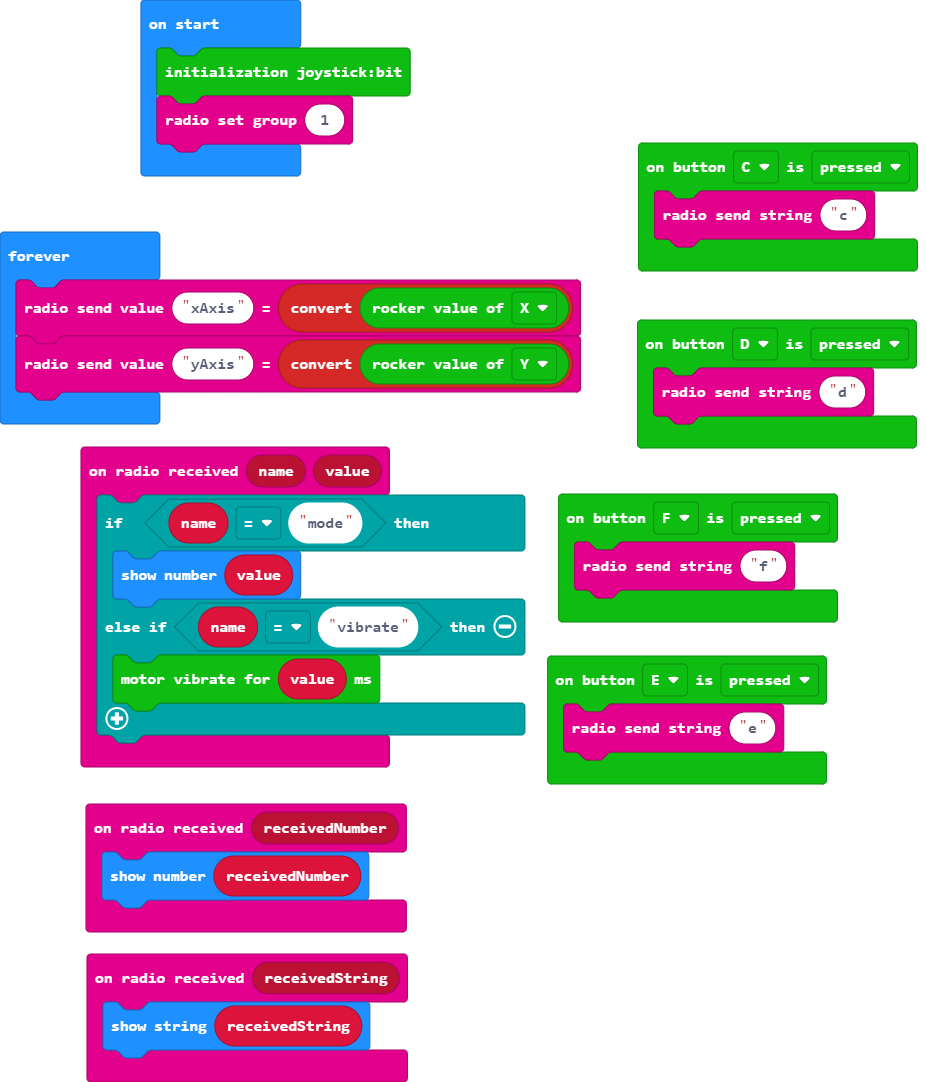 on start
initialization joystick:bit
radio set group 1
forever
radio send value "xAxis" = convert rocker value of X
radio send value "yAxis" = convert rocker value of Y
on radio received name value
if name = "mode" then
show number value
else if name = "vibrate" then
motor vibrate for value ms
on radio received receivedNumber
show number receivedNumber
on radio received receivedString
show string receivedString
on button C is pressed
radio send string "c"
on button D is pressed
radio send string "d"
on button F is pressed
radio send string "f"
on button E is pressed
radio send string "e"